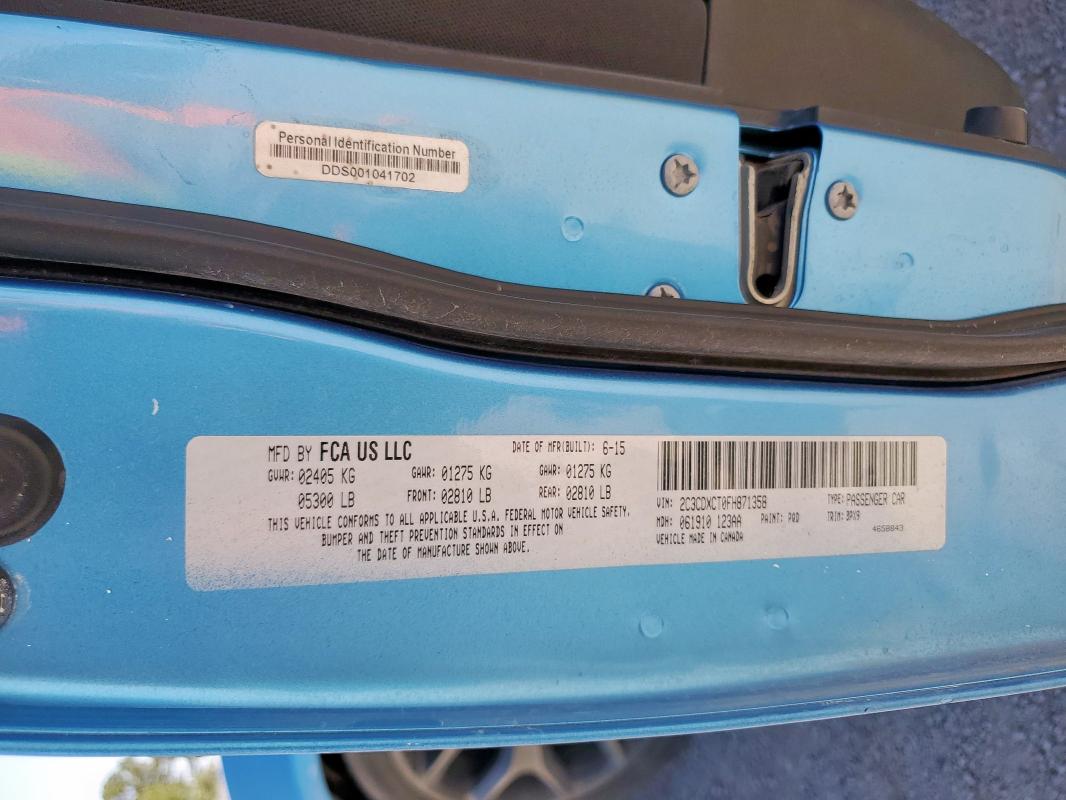 Personal Identification Number
DDS001041702
MFD BY FCA US LLC
DATE OF MFR(BUILT): 6-15
GVWR: 02405 KG
GAWR: 01275 KG
GAWR: 01275 KG
05300 LB
FRONT: 02810 LB
REAR: 02810 LB
THIS VEHICLE CONFORMS TO ALL APPLICABLE U.S.A. FEDERAL MOTOR VEHICLE SAFETY,
BUMPER AND THEFT PREVENTION STANDARDS IN EFFECT ON
THE DATE OF MANUFACTURE SHOWN ABOVE.
VIN: 2C3CDXCT0FH871358
TYPE: PASSENGER CAR
MDH: 061910 123AA
PAINT: PQD
TRIM: BPX9
VEHICLE MADE IN CANADA
4658843